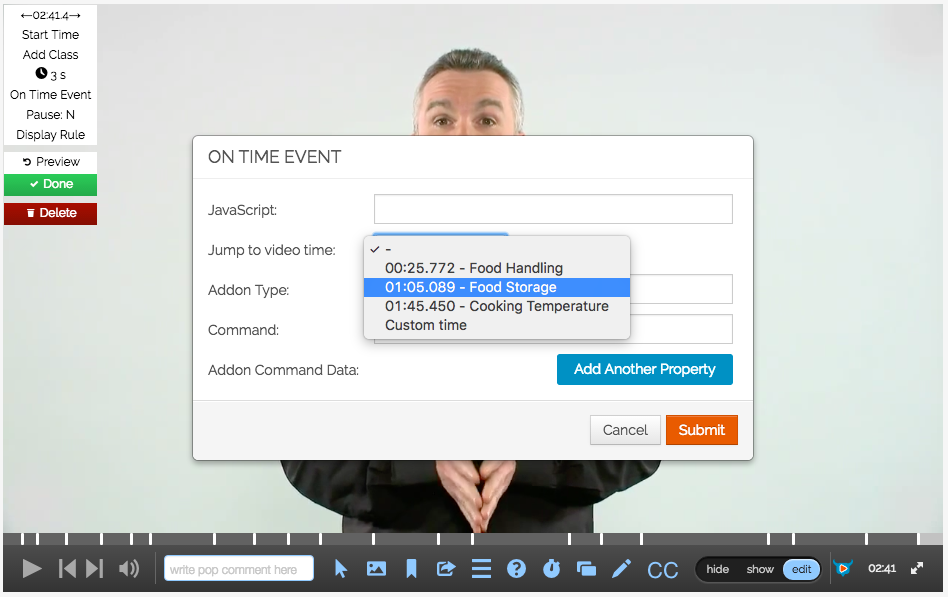 ←02:41.4→
Start Time
Add Class
3 s
On Time Event
Pause: N
Display Rule
Preview
Done
Delete
ON TIME EVENT
JavaScript:
Jump to video time:
-
00:25.772 - Food Handling
01:05.089 - Food Storage
01:45.450 - Cooking Temperature
Custom time
Addon Type:
Command:
Addon Command Data:
Add Another Property
Cancel
Submit
write pop comment here
CC
hide show edit
02:41